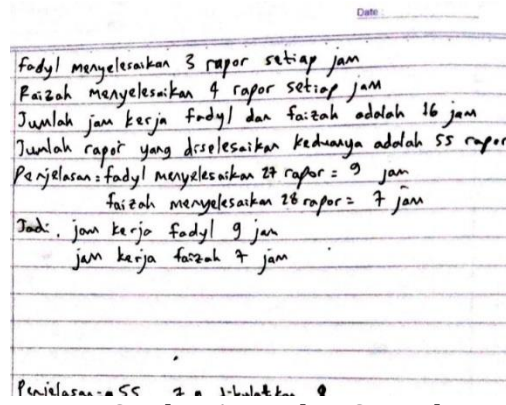 Date
fadyl menyelesaikan 3 rapor setiap jam
Faizah menyelesaikan 4 rapor setiap jam
Jumlah jam kerja fadyl dan faizah adalah 16 jam
Jumlah rapor yang diselesaikan keduanya adalah 55 rapor
Penjelasan = fadyl menyelesaikan 27 rapor = 9 jam
faizah menyelesaikan 28 rapor = 7 jam
Jadi, jam kerja fadyl 9 jam
jam kerja faizah 7 jam
Penjelasan = 55